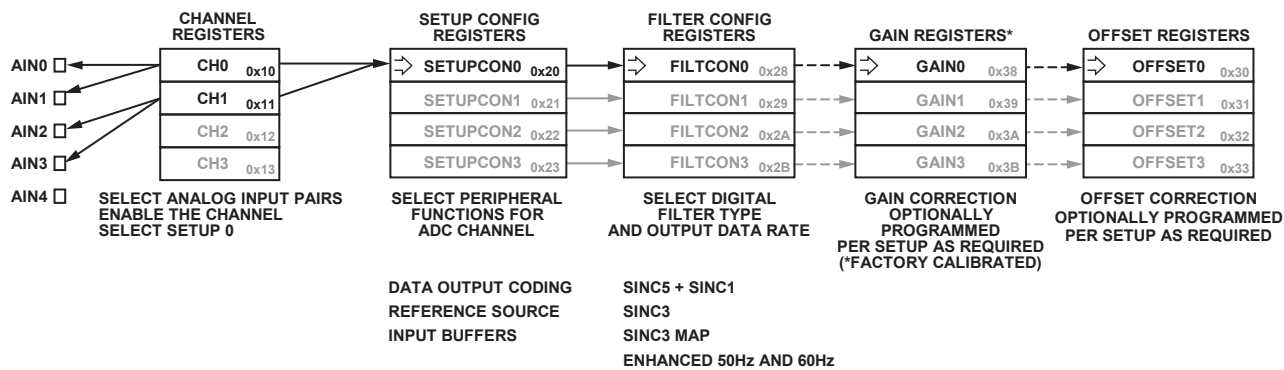 CHANNEL
REGISTERS
SETUP CONFIG
REGISTERS
FILTER CONFIG
REGISTERS
GAIN REGISTERS*
OFFSET REGISTERS
AIN0
AIN1
AIN2
AIN3
AIN4
CH0 0x10
CH1 0x11
CH2 0x12
CH3 0x13
SETUPCON0 0x20
SETUPCON1 0x21
SETUPCON2 0x22
SETUPCON3 0x23
FILTCON0 0x28
FILTCON1 0x29
FILTCON2 0x2A
FILTCON3 0x2B
GAIN0 0x38
GAIN1 0x39
GAIN2 0x3A
GAIN3 0x3B
OFFSET0 0x30
OFFSET1 0x31
OFFSET2 0x32
OFFSET3 0x33
SELECT ANALOG INPUT PAIRS
ENABLE THE CHANNEL
SELECT SETUP 0
SELECT PERIPHERAL
FUNCTIONS FOR
ADC CHANNEL
SELECT DIGITAL
FILTER TYPE
AND OUTPUT DATA RATE
GAIN CORRECTION
OPTIONALLY
PROGRAMMED
PER SETUP AS REQUIRED
(*FACTORY CALIBRATED)
OFFSET CORRECTION
OPTIONALLY PROGRAMMED
PER SETUP AS REQUIRED
DATA OUTPUT CODING
REFERENCE SOURCE
INPUT BUFFERS
SINC5 + SINC1
SINC3
SINC3 MAP
ENHANCED 50Hz AND 60Hz